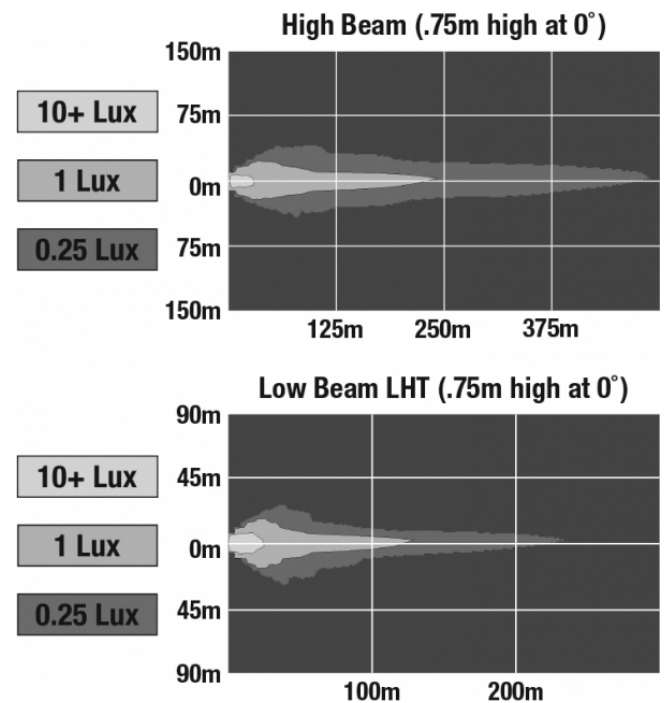 High Beam (.75m high at 0˚)
150m
75m
0m
75m
150m
10+ Lux
1 Lux
0.25 Lux
125m 250m 375m
Low Beam LHT (.75m high at 0˚)
90m
45m
0m
45m
90m
10+ Lux
1 Lux
0.25 Lux
100m 200m